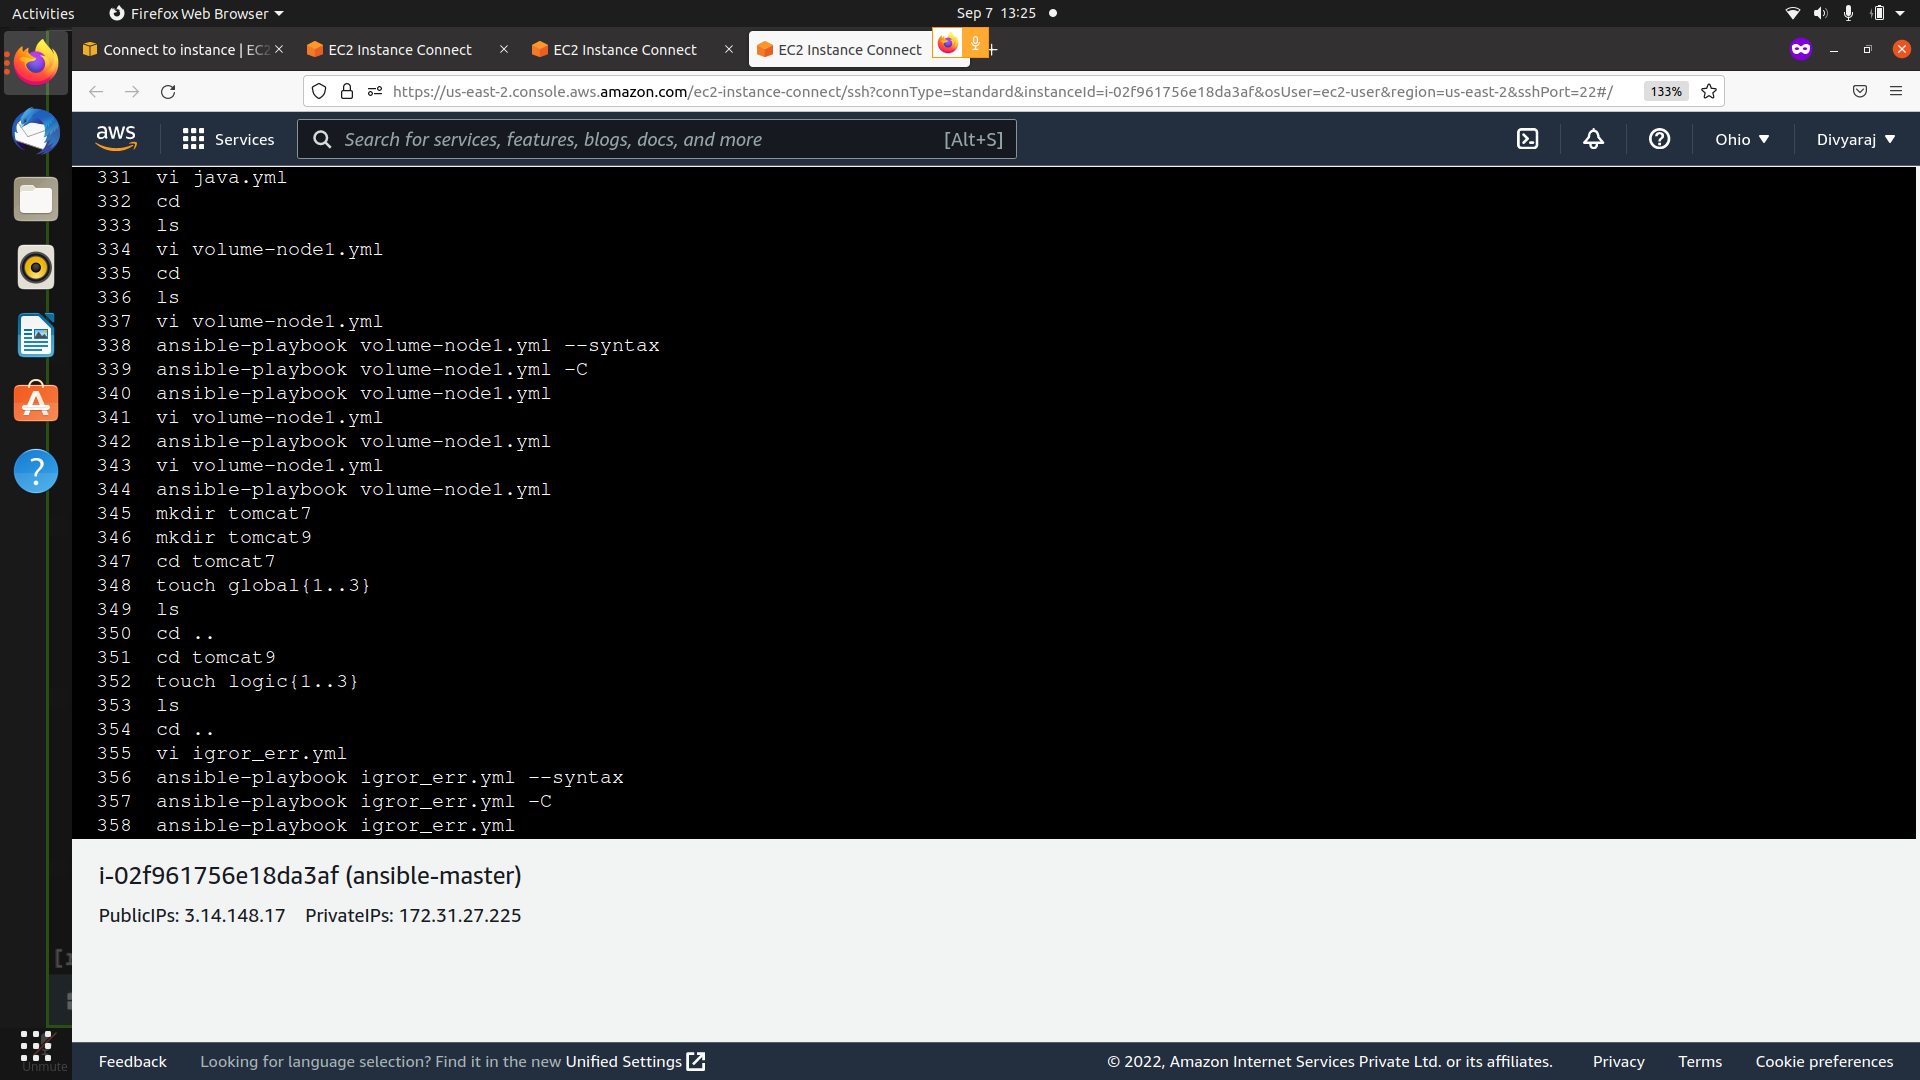 Activities
Firefox Web Browser
Sep 7 13:25
Connect to instance | EC2
EC2 Instance Connect
EC2 Instance Connect
EC2 Instance Connect
https://us-east-2.console.aws.amazon.com/ec2-instance-connect/ssh?connType=standard&instanceId=i-02f961756e18da3af&osUser=ec2-user&region=us-east-2&sshPort=22#/
133%
aws
Services
Search for services, features, blogs, docs, and more
[Alt+S]
Ohio
Divyaraj
331 vi java.yml
332 cd
333 ls
334 vi volume-node1.yml
335 cd
336 ls
337 vi volume-node1.yml
338 ansible-playbook volume-node1.yml --syntax
339 ansible-playbook volume-node1.yml -C
340 ansible-playbook volume-node1.yml
341 vi volume-node1.yml
342 ansible-playbook volume-node1.yml
343 vi volume-node1.yml
344 ansible-playbook volume-node1.yml
345 mkdir tomcat7
346 mkdir tomcat9
347 cd tomcat7
348 touch global{1..3}
349 ls
350 cd ..
351 cd tomcat9
352 touch logic{1..3}
353 ls
354 cd ..
355 vi igror_err.yml
356 ansible-playbook igror_err.yml --syntax
357 ansible-playbook igror_err.yml -C
358 ansible-playbook igror_err.yml
i-02f961756e18da3af (ansible-master)
PublicIPs: 3.14.148.17 PrivateIPs: 172.31.27.225
Unmute
Feedback
Looking for language selection? Find it in the new Unified Settings
© 2022, Amazon Internet Services Private Ltd. or its affiliates.
Privacy
Terms
Cookie preferences